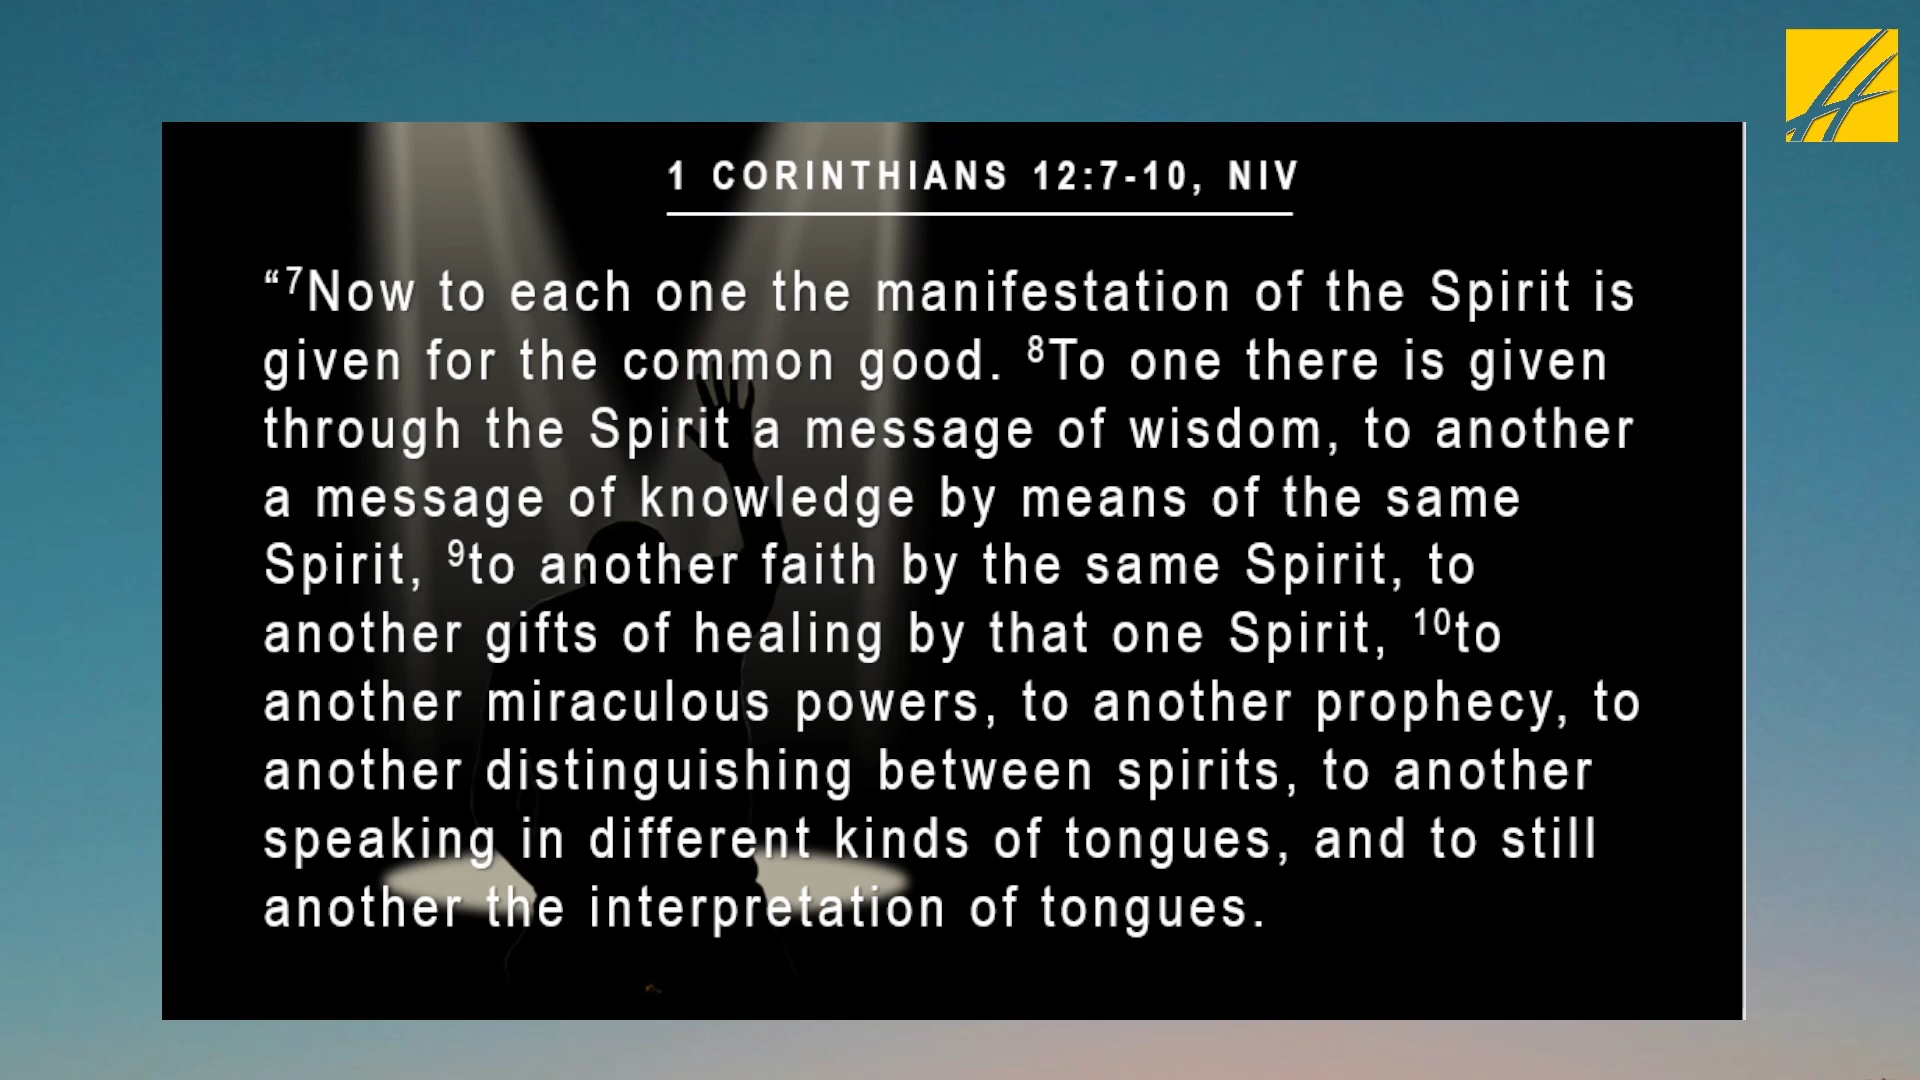 1 CORINTHIANS 12:7-10, NIV
“⁷Now to each one the manifestation of the Spirit is
given for the common good. ⁸To one there is given
through the Spirit a message of wisdom, to another
a message of knowledge by means of the same
Spirit, ⁹to another faith by the same Spirit, to
another gifts of healing by that one Spirit, ¹⁰to
another miraculous powers, to another prophecy, to
another distinguishing between spirits, to another
speaking in different kinds of tongues, and to still
another the interpretation of tongues.